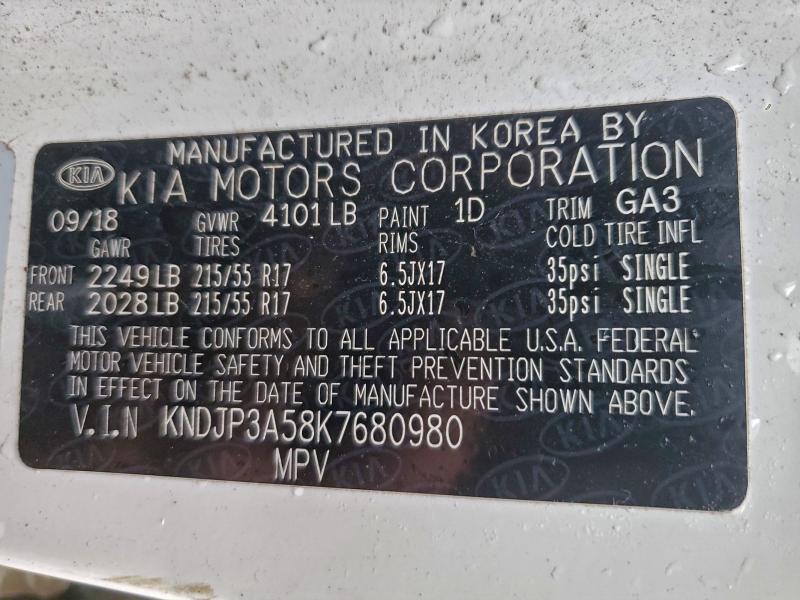 MANUFACTURED IN KOREA BY
KIA KIA MOTORS CORPORATION
09/18 GVWR 4101 LB PAINT 1D TRIM GA3
GAWR TIRES RIMS COLD TIRE INFL
FRONT 2249 LB 215/55 R17 6.5JX17 35psi SINGLE
REAR 2028 LB 215/55 R17 6.5JX17 35psi SINGLE
THIS VEHICLE CONFORMS TO ALL APPLICABLE U.S.A. FEDERAL
MOTOR VEHICLE SAFETY AND THEFT PREVENTION STANDARDS
IN EFFECT ON THE DATE OF MANUFACTURE SHOWN ABOVE.
V.I.N KNDJP3A58K7680980
MPV